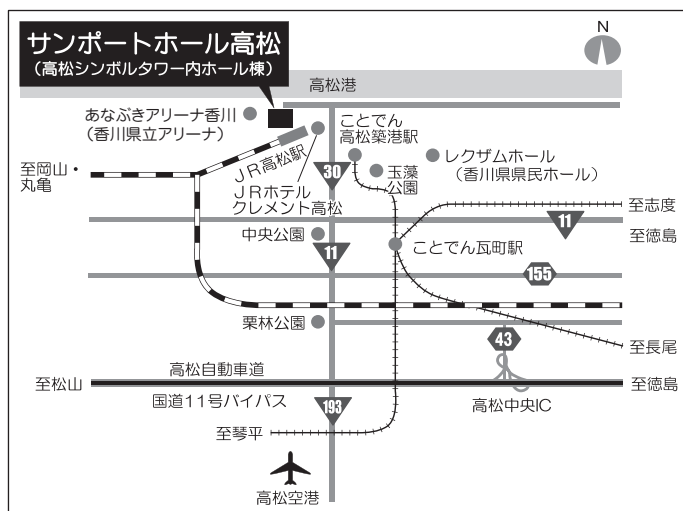 サンポートホール高松
（高松シンボルタワー内ホール棟）
N
高松港
あなぶきアリーナ香川
（香川県立アリーナ）
ことでん
高松築港駅
レクザムホール
（香川県県民ホール）
玉藻
公園
JR高松駅
JRホテル
クレメント高松
30
至岡山・
丸亀
至志度
11
至徳島
中央公園
11
ことでん瓦町駅
155
栗林公園
43
至長尾
高松自動車道
至松山
至徳島
国道11号バイパス
193
高松中央IC
至琴平
高松空港